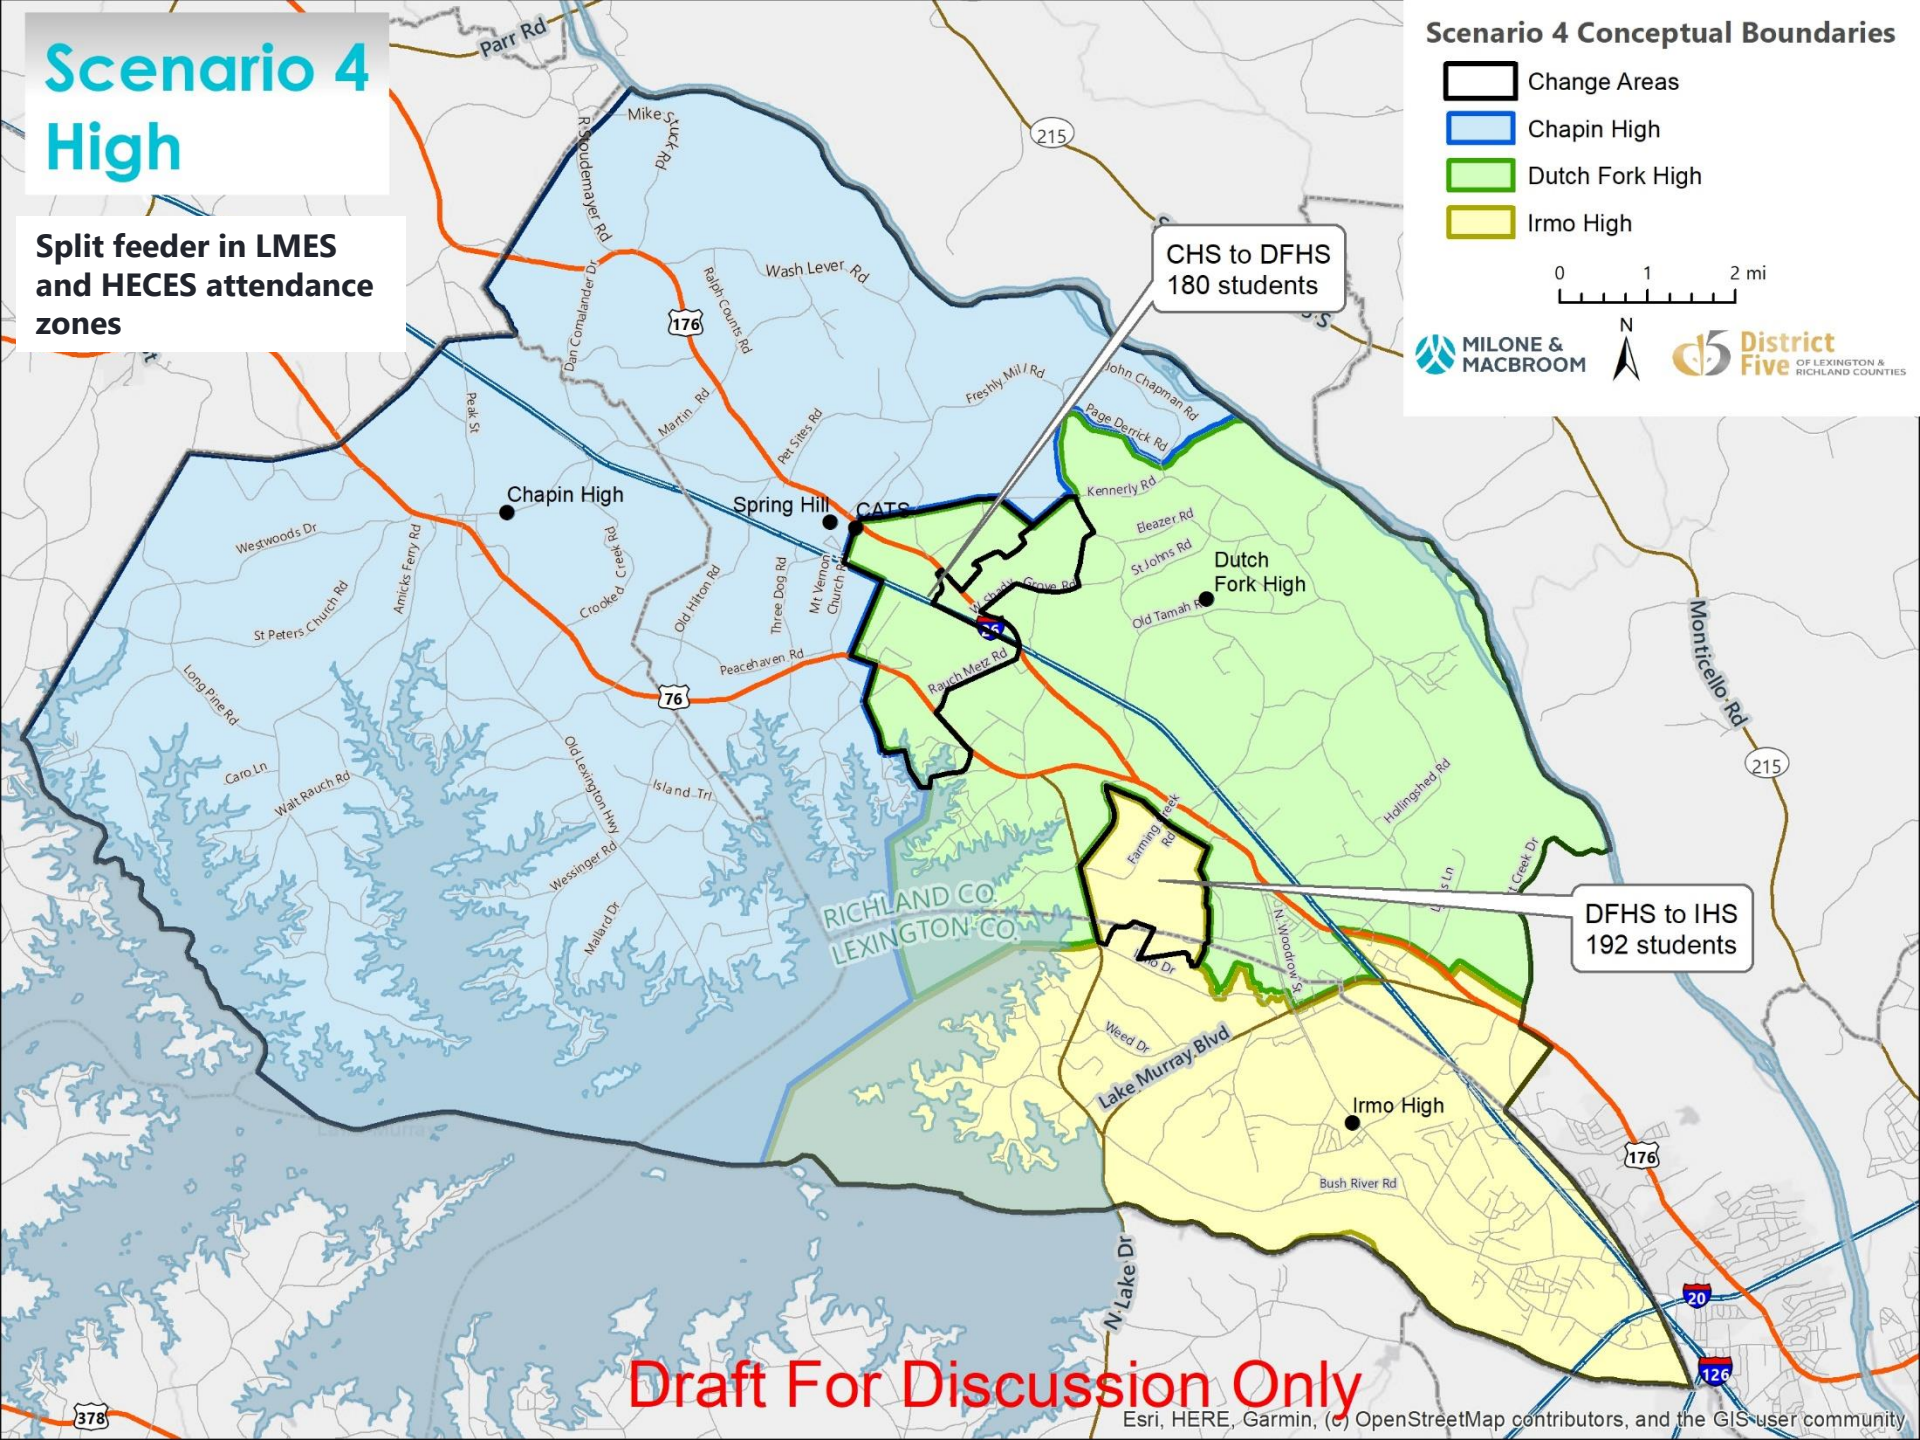 Scenario 4
High
Split feeder in LMES
and HECES attendance
zones
Scenario 4 Conceptual Boundaries
Change Areas
Chapin High
Dutch Fork High
Irmo High
0 1 2 mi
N
MILONE &
MACBROOM
d5 District
Five OF LEXINGTON &
RICHLAND COUNTIES
CHS to DFHS
180 students
DFHS to IHS
192 students
Parr Rd
Mike Stuck Rd
R Stoudemayer Rd
215
Wash Lever Rd
Dan Comalander Dr
Ralph Counts Rd
176
Freshly Mill Rd
John Chapman Rd
Page Derrick Rd
Peak St
Martin Rd
Pet Sites Rd
Kennerly Rd
Chapin High
Spring Hill
CATS
Eleazer Rd
St Johns Rd
Dutch
Fork High
Westwoods Dr
Amicks Ferry Rd
Crooked Creek Rd
Old Hilton Rd
Three Dog Rd
Mt Vernon
Church R
W Shady Grove Rd
Old Tamah R
St Peters Church Rd
26
Monticello Rd
Peacehaven Rd
Rauch Metz Rd
Long Pine Rd
76
215
Caro Ln
Wait Rauch Rd
Old Lexington Hwy
Island Trl
Hollingshed Rd
Farming Creek
Rd
Wessinger Rd
Mallard Dr
RICHLAND CO.
LEXINGTON CO.
t Creek Dr
N Woodrow St
Weed Dr
Lake Murray Blvd
Irmo High
176
Bush River Rd
N Lake Dr
20
126
378
Draft For Discussion Only
Esri, HERE, Garmin, (c) OpenStreetMap contributors, and the GIS user community